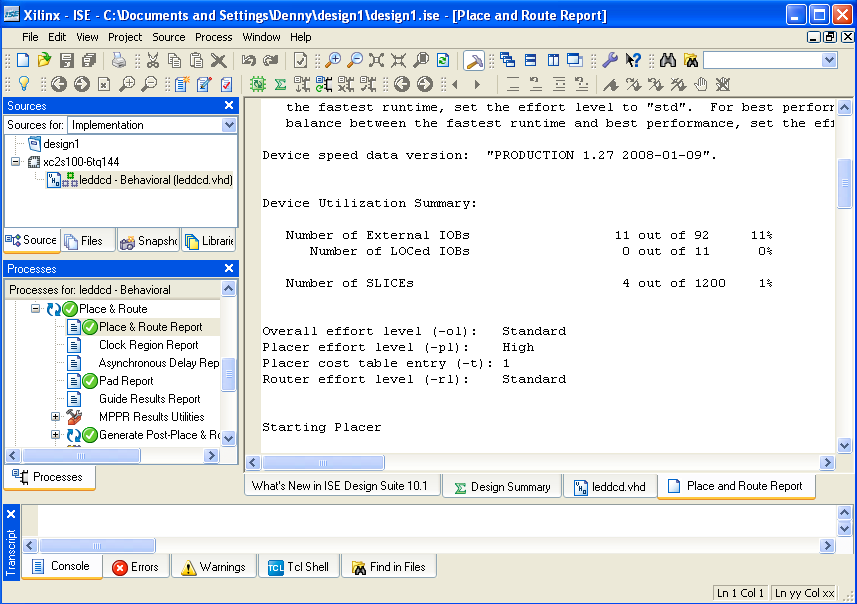 Xilinx - ISE - C:\Documents and Settings\Denny\design1\design1.ise - [Place and Route Report]
File Edit View Project Source Process Window Help
Sources
Sources for: Implementation
design1
xc2s100-6tq144
leddcd - Behavioral (leddcd.vhd)
Source Files Snapsh Librarie
Processes
Processes for: leddcd - Behavioral
Place & Route
Place & Route Report
Clock Region Report
Asynchronous Delay Rep
Pad Report
Guide Results Report
MPPR Results Utilities
Generate Post-Place & Ro
Processes
the fastest runtime, set the effort level to "std". For best perform
balance between the fastest runtime and best performance, set the eff
Device speed data version: "PRODUCTION 1.27 2008-01-09".
Device Utilization Summary:
Number of External IOBs 11 out of 92 11%
Number of LOCed IOBs 0 out of 11 0%
Number of SLICEs 4 out of 1200 1%
Overall effort level (-ol): Standard
Placer effort level (-pl): High
Placer cost table entry (-t): 1
Router effort level (-rl): Standard
Starting Placer
What's New in ISE Design Suite 10.1 Design Summary leddcd.vhd Place and Route Report
Transcript
Console Errors Warnings TCL Tcl Shell Find in Files
Ln 1 Col 1 Ln yy Col xx